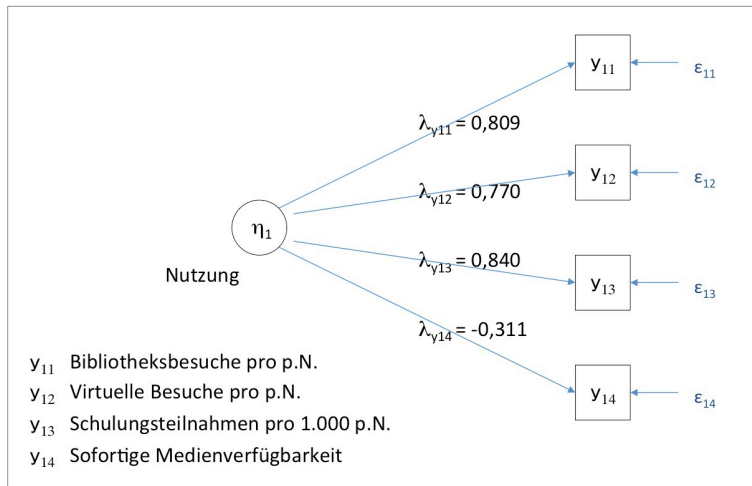 y11
ε11
λy11 = 0,809
y12
ε12
λy12 = 0,770
η1
λy13 = 0,840
Nutzung
y13
ε13
λy14 = -0,311
y11 Bibliotheksbesuche pro p.N.
y12 Virtuelle Besuche pro p.N.
y14
ε14
y13 Schulungsteilnahmen pro 1.000 p.N.
y14 Sofortige Medienverfügbarkeit